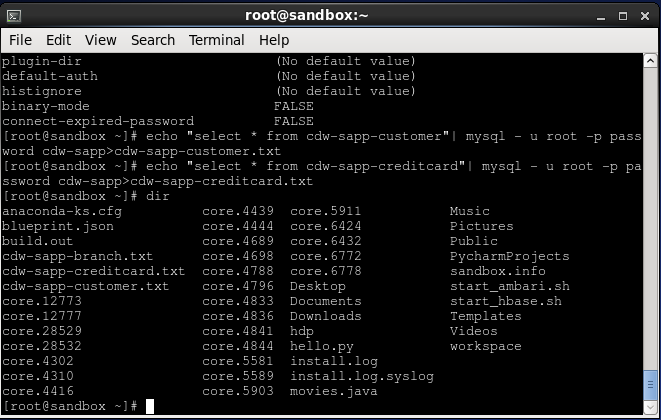 root@sandbox:~
File Edit View Search Terminal Help
plugin-dir (No default value)
default-auth (No default value)
histignore (No default value)
binary-mode FALSE
connect-expired-password FALSE
[root@sandbox ~]# echo "select * from cdw-sapp-customer"| mysql - u root -p pass
word cdw-sapp>cdw-sapp-customer.txt
[root@sandbox ~]# echo "select * from cdw-sapp-creditcard"| mysql - u root -p pa
ssword cdw-sapp>cdw-sapp-creditcard.txt
[root@sandbox ~]# dir
anaconda-ks.cfg core.4439 core.5911 Music
blueprint.json core.4444 core.6424 Pictures
build.out core.4689 core.6432 Public
cdw-sapp-branch.txt core.4698 core.6772 PycharmProjects
cdw-sapp-creditcard.txt core.4788 core.6778 sandbox.info
cdw-sapp-customer.txt core.4796 Desktop start_ambari.sh
core.12773 core.4833 Documents start_hbase.sh
core.12777 core.4836 Downloads Templates
core.28529 core.4841 hdp Videos
core.28532 core.4844 hello.py workspace
core.4302 core.5581 install.log
core.4310 core.5589 install.log.syslog
core.4416 core.5903 movies.java
[root@sandbox ~]#